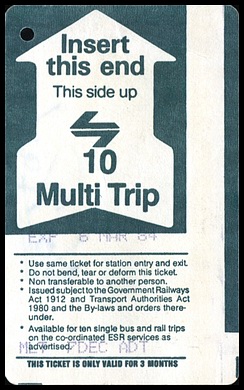 Insert
this end
This side up
10
Multi Trip
EXP 6 MAR 84
• Use same ticket for station entry and exit.
• Do not bend, tear or deform this ticket.
• Non transferable to another person.
• Issued subject to the Government Railways
Act 1912 and Transport Authorities Act
1980 and the By-laws and orders there-
under.
• Available for ten single bus and rail trips
on the co-ordinated ESR services as
advertised.
7DEC ADT
THIS TICKET IS ONLY VALID FOR 3 MONTHS